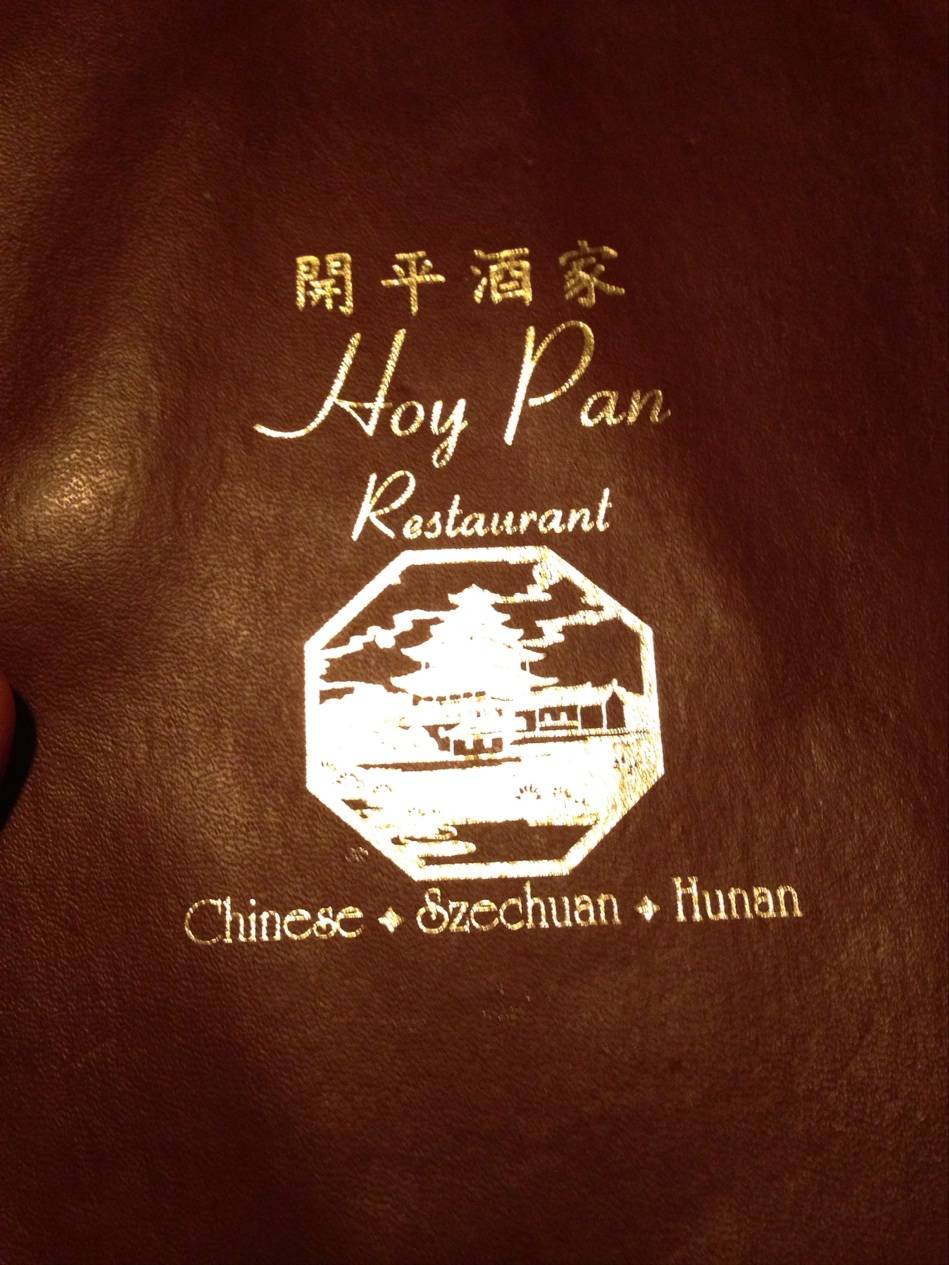 開平酒家
Hoy Pan
Restaurant
Chinese ✦ Szechuan ✦ Hunan